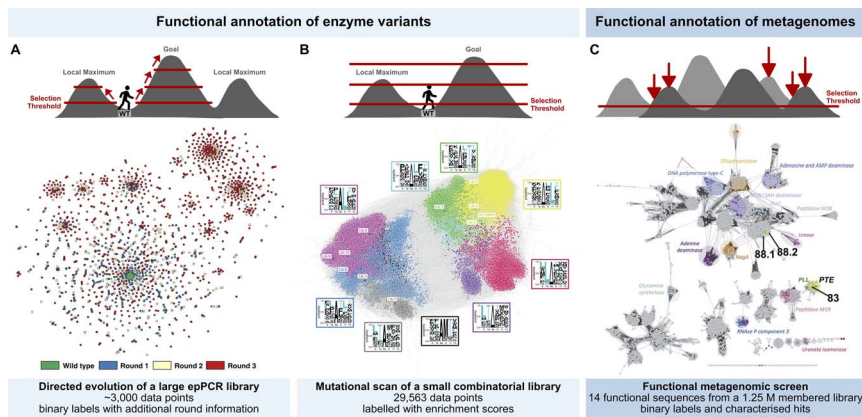 Functional annotation of enzyme variants
Functional annotation of metagenomes
A
Goal
Local Maximum
Local Maximum
Selection
Threshold
WT
Wild type
Round 1
Round 2
Round 3
Directed evolution of a large epPCR library
~3,000 data points
binary labels with additional round information
B
Goal
Local Maximum
Selection
Threshold
WT
Mutational scan of a small combinatorial library
29,563 data points
labelled with enrichment scores
C
Selection
Threshold
Dihydroorotase
DNA polymerase type-C
Adenosine and AMP deaminase
SAH deaminase
Peptidase M38
Urease
88.1
88.2
Adenine
deaminase
NagA
PLL
PTE
83
Glutamine
synthetase
Peptidase M19
RNAse P component 3
Uronate isomerase
Functional metagenomic screen
14 functional sequences from a 1.25 M membered library
binary labels and characterised hits